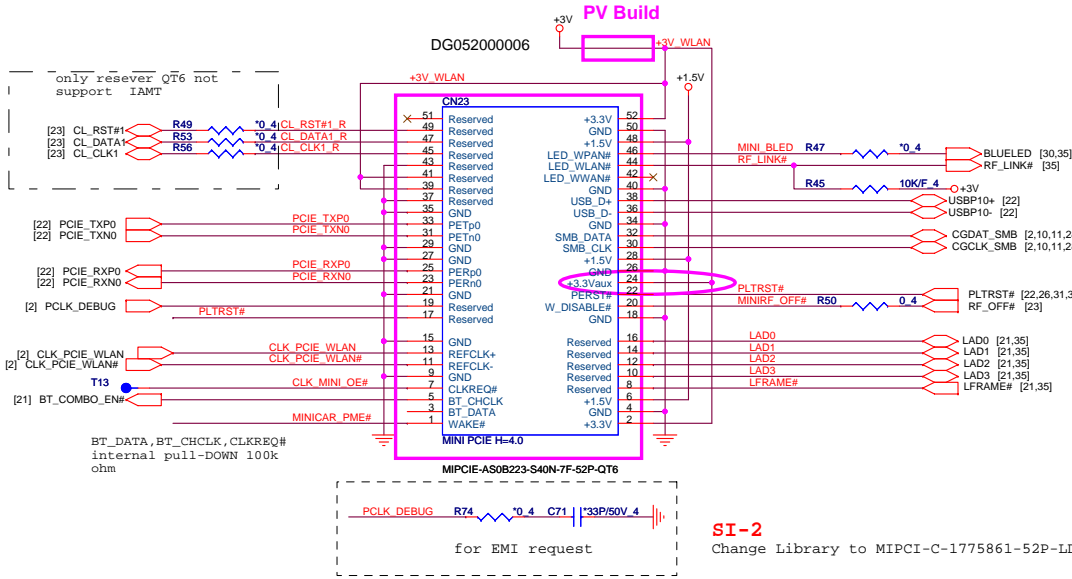 PV Build
+3V
DG052000006
+3V_WLAN
+3V_WLAN
+1.5V
only resever QT6 not
support IAMT
CN23
[23] CL_RST#1 R49 *0_4 CL_RST#1_R
[23] CL_DATA1 R53 *0_4 CL_DATA1_R
[23] CL_CLK1 R56 *0_4 CL_CLK1_R
51 Reserved +3.3V 52
49 Reserved GND 50
47 Reserved +1.5V 48
45 Reserved LED_WPAN# 46 MINI_BLED R47 *0_4 BLUELED [30,35]
43 Reserved LED_WLAN# 44 RF_LINK# RF_LINK# [35]
41 Reserved LED_WWAN# 42
39 Reserved GND 40 R45 10K/F_4 +3V
37 Reserved USB_D+ 38 USBP10+ [22]
35 GND USB_D- 36 USBP10- [22]
[22] PCIE_TXP0 PCIE_TXP0 33 PETp0 GND 34
[22] PCIE_TXN0 PCIE_TXN0 31 PETn0 SMB_DATA 32 CGDAT_SMB [2,10,11,2
29 GND SMB_CLK 30 CGCLK_SMB [2,10,11,2
27 GND +1.5V 28
[22] PCIE_RXP0 PCIE_RXP0 25 PERp0 GND 26
[22] PCIE_RXN0 PCIE_RXN0 23 PERn0 +3.3Vaux 24
21 GND PERST# 22 PLTRST# PLTRST# [22,26,31,3
[2] PCLK_DEBUG 19 Reserved W_DISABLE# 20 MINIRF_OFF# R50 0_4 RF_OFF# [23]
PLTRST# 17 Reserved GND 18
15 GND Reserved 16 LAD0 LAD0 [21,35]
[2] CLK_PCIE_WLAN CLK_PCIE_WLAN 13 REFCLK+ Reserved 14 LAD1 LAD1 [21,35]
[2] CLK_PCIE_WLAN# CLK_PCIE_WLAN# 11 REFCLK- Reserved 12 LAD2 LAD2 [21,35]
9 GND Reserved 10 LAD3 LAD3 [21,35]
T13 CLK_MINI_OE# 7 CLKREQ# Reserved 8 LFRAME# LFRAME# [21,35]
[21] BT_COMBO_EN# 5 BT_CHCLK +1.5V 6
3 BT_DATA GND 4
MINICAR_PME# 1 WAKE# +3.3V 2
MINI PCIE H=4.0
BT_DATA,BT_CHCLK,CLKREQ#
internal pull-DOWN 100k
ohm
MIPCIE-AS0B223-S40N-7F-52P-QT6
PCLK_DEBUG R74 *0_4 C71 *33P/50V_4
for EMI request
SI-2
Change Library to MIPCI-C-1775861-52P-LD